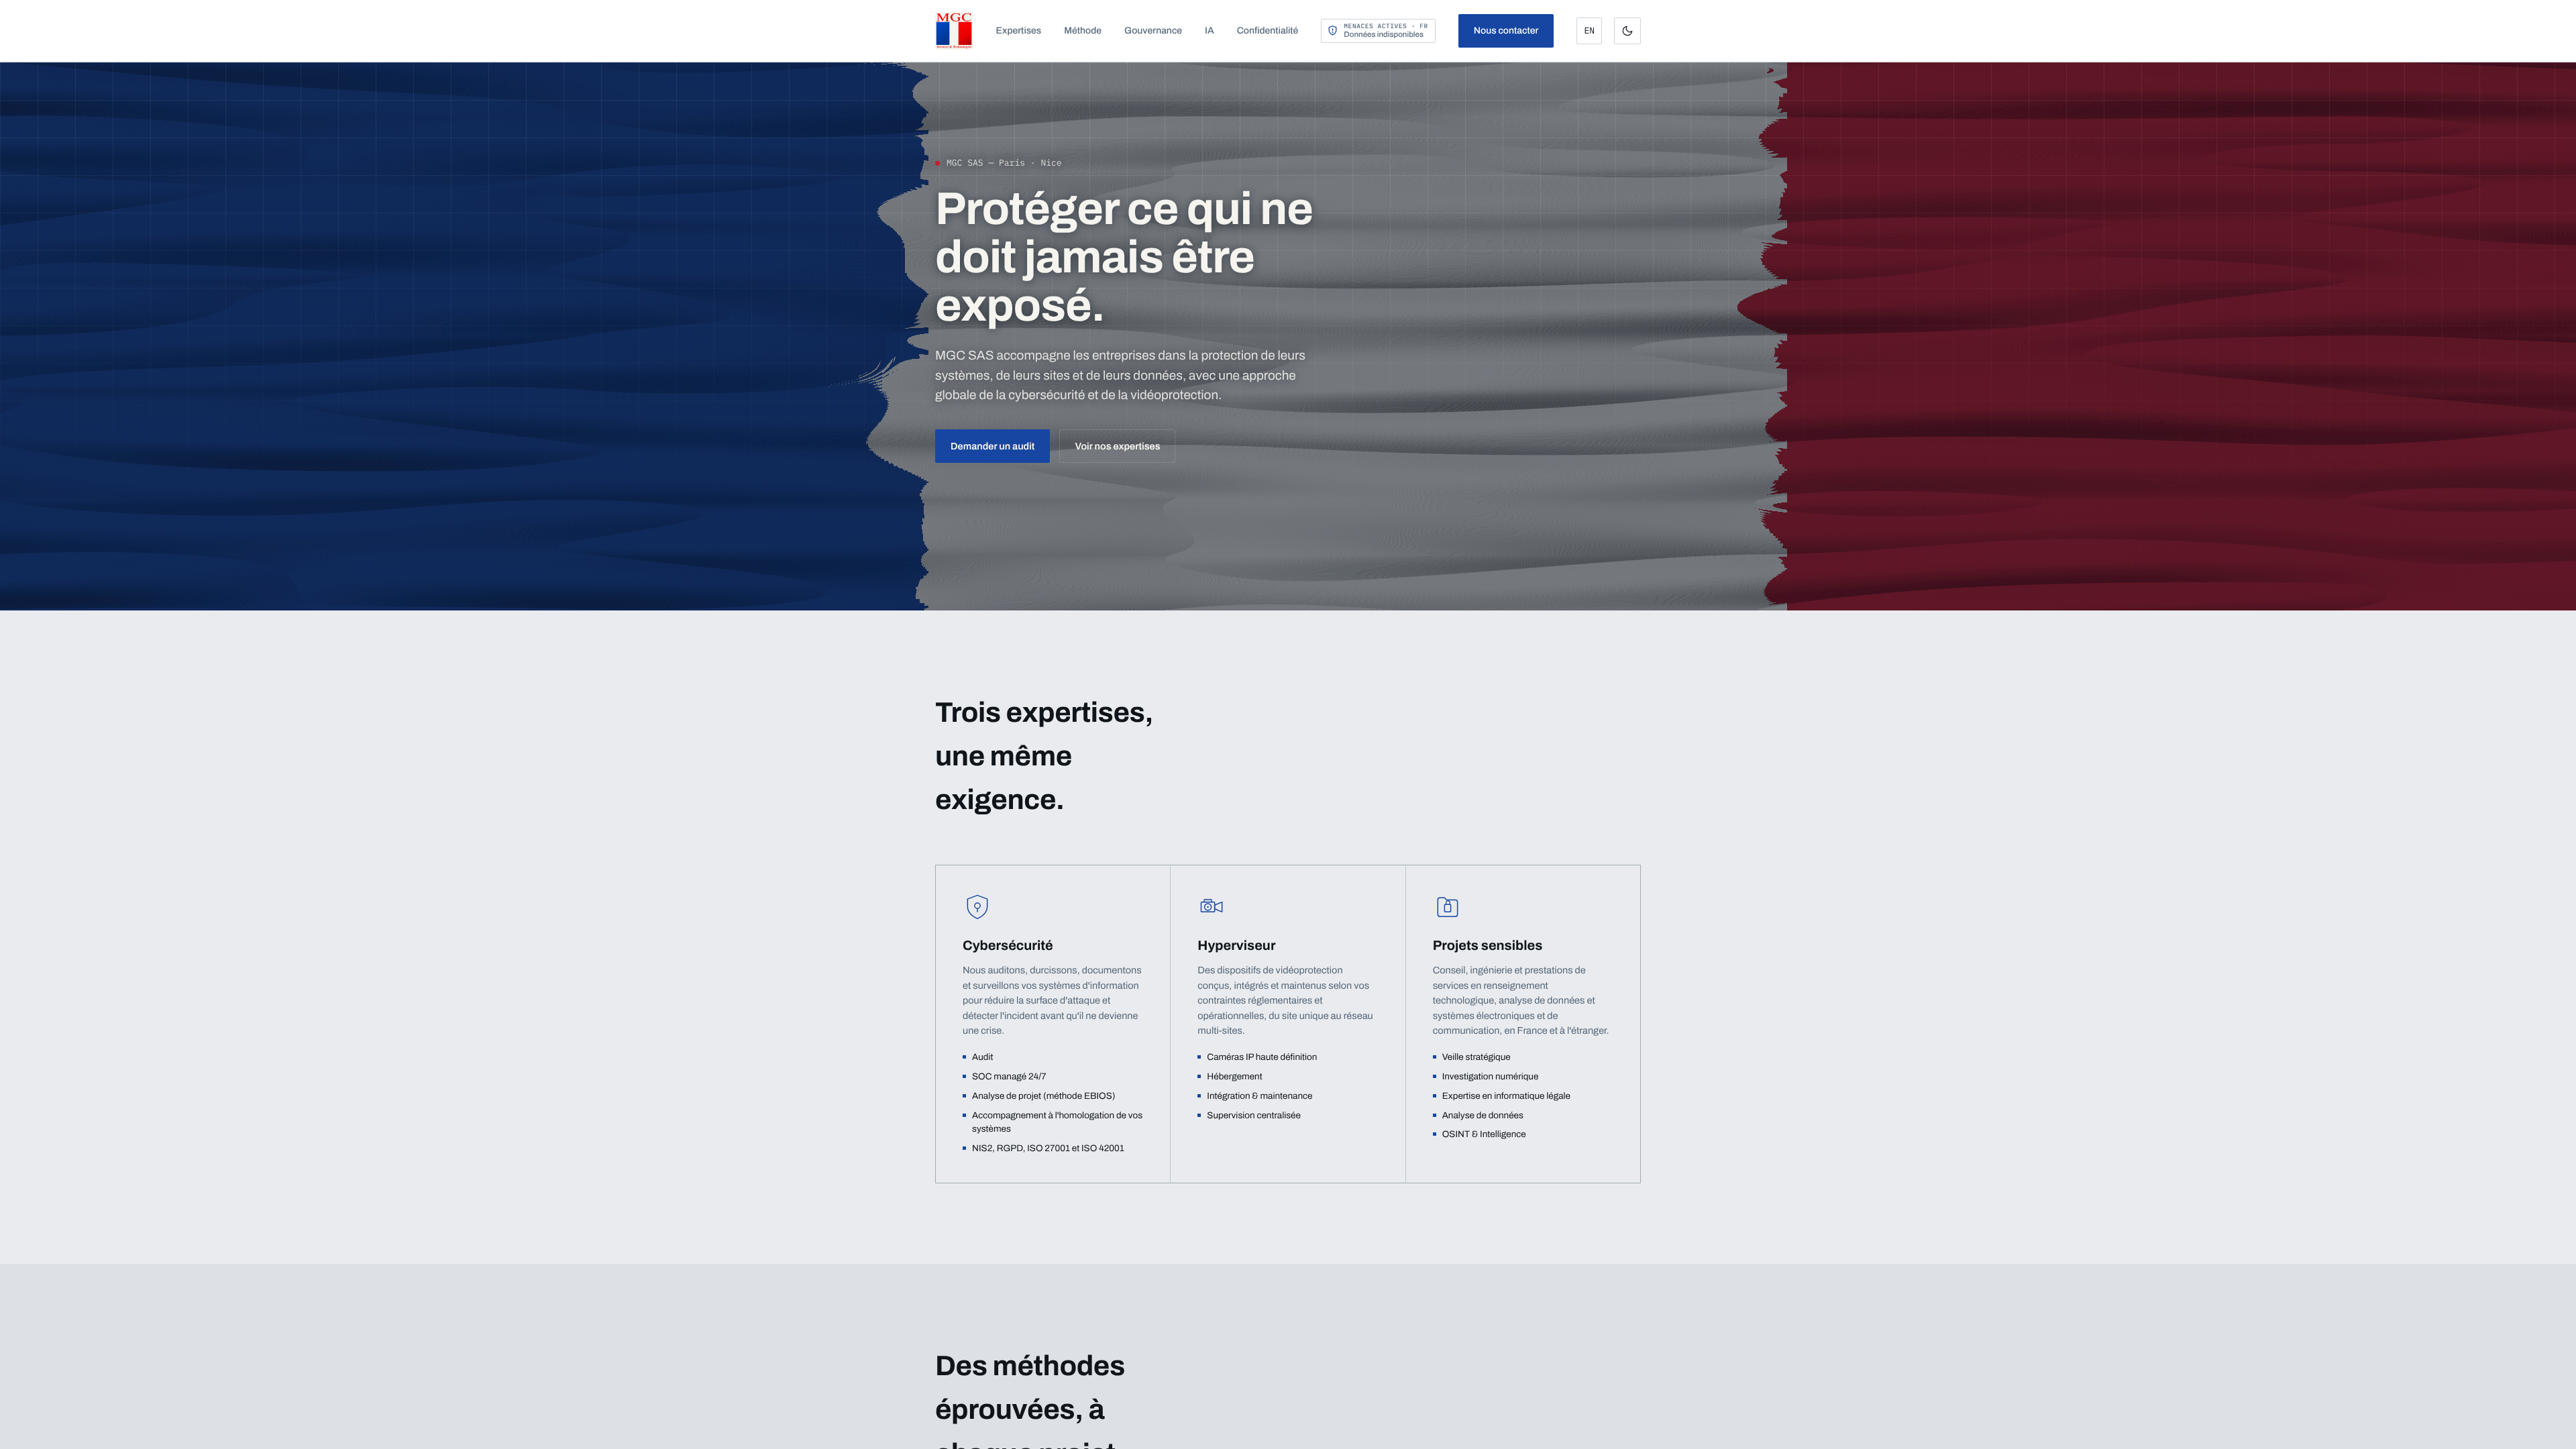 MGC
Expertises
Méthode
Gouvernance
IA
Confidentialité
MENACES ACTIVES · FR
Données indisponibles
Nous contacter
EN
MGC SAS — Paris · Nice
Protéger ce qui ne
doit jamais être
exposé.
MGC SAS accompagne les entreprises dans la protection de leurs
systèmes, de leurs sites et de leurs données, avec une approche
globale de la cybersécurité et de la vidéoprotection.
Demander un audit
Voir nos expertises
Trois expertises,
une même
exigence.
Cybersécurité
Nous auditons, durcissons, documentons
et surveillons vos systèmes d'information
pour réduire la surface d'attaque et
détecter l'incident avant qu'il ne devienne
une crise.
Audit
SOC managé 24/7
Analyse de projet (méthode EBIOS)
Accompagnement à l'homologation de vos
systèmes
NIS2, RGPD, ISO 27001 et ISO 42001
Hyperviseur
Des dispositifs de vidéoprotection
conçus, intégrés et maintenus selon vos
contraintes réglementaires et
opérationnelles, du site unique au réseau
multi-sites.
Caméras IP haute définition
Hébergement
Intégration & maintenance
Supervision centralisée
Projets sensibles
Conseil, ingénierie et prestations de
services en renseignement
technologique, analyse de données et
systèmes électroniques et de
communication, en France et à l'étranger.
Veille stratégique
Investigation numérique
Expertise en informatique légale
Analyse de données
OSINT & Intelligence
Des méthodes
éprouvées, à
chaque projet